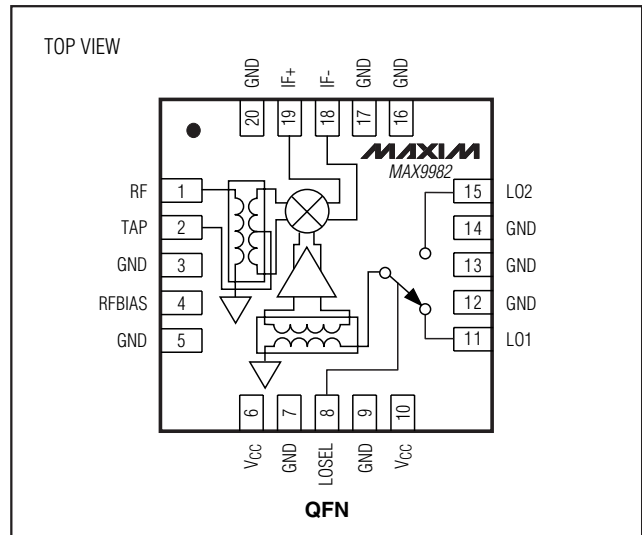 TOP VIEW
GND
IF+
IF-
GND
GND
20
19
18
17
16
MAXIM
MAX9982
RF 1
TAP 2
GND 3
RFBIAS 4
GND 5
15 LO2
14 GND
13 GND
12 GND
11 LO1
6
7
8
9
10
VCC
GND
LOSEL
GND
VCC
QFN